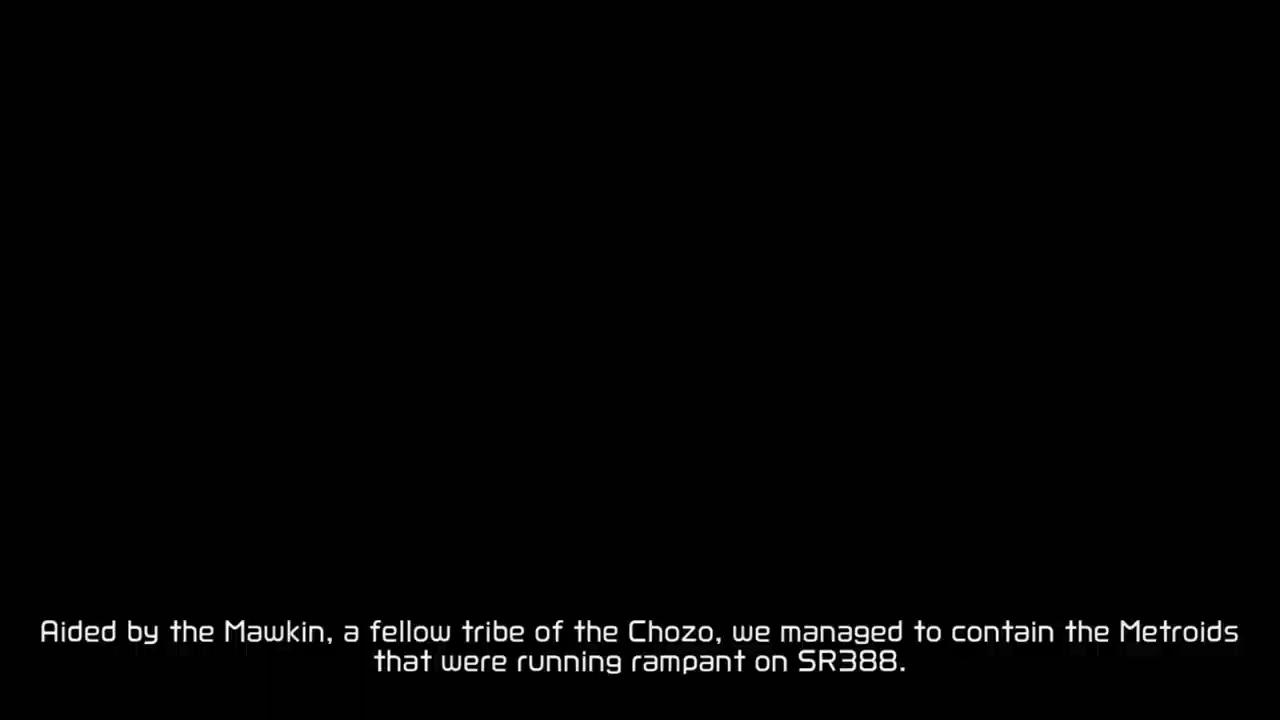 Aided by the Mawkin, a fellow tribe of the Chozo, we managed to contain the Metroids
that were running rampant on SR388.